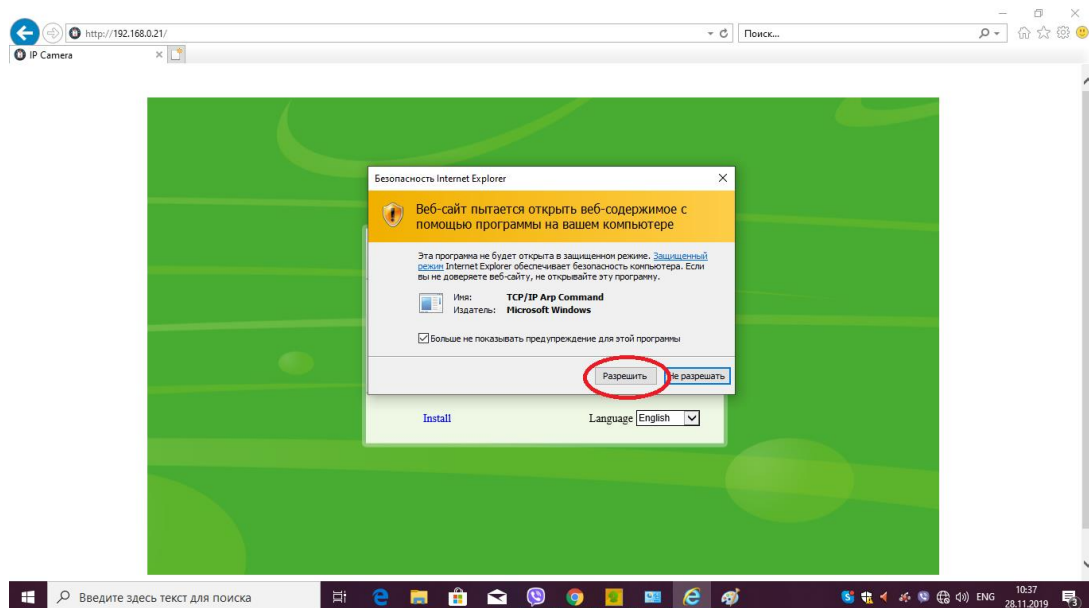 http://192.168.0.21/
Поиск...
IP Camera
Безопасность Internet Explorer
Веб-сайт пытается открыть веб-содержимое с
помощью программы на вашем компьютере
Эта программа не будет открыта в защищенном режиме. Защищенный
режим Internet Explorer обеспечивает безопасность компьютера. Если
вы не доверяете веб-сайту, не открывайте эту программу.
Имя: TCP/IP Arp Command
Издатель: Microsoft Windows
Больше не показывать предупреждение для этой программы
Разрешить Не разрешать
Install Language English
Введите здесь текст для поиска
ENG
10:37
28.11.2019
3